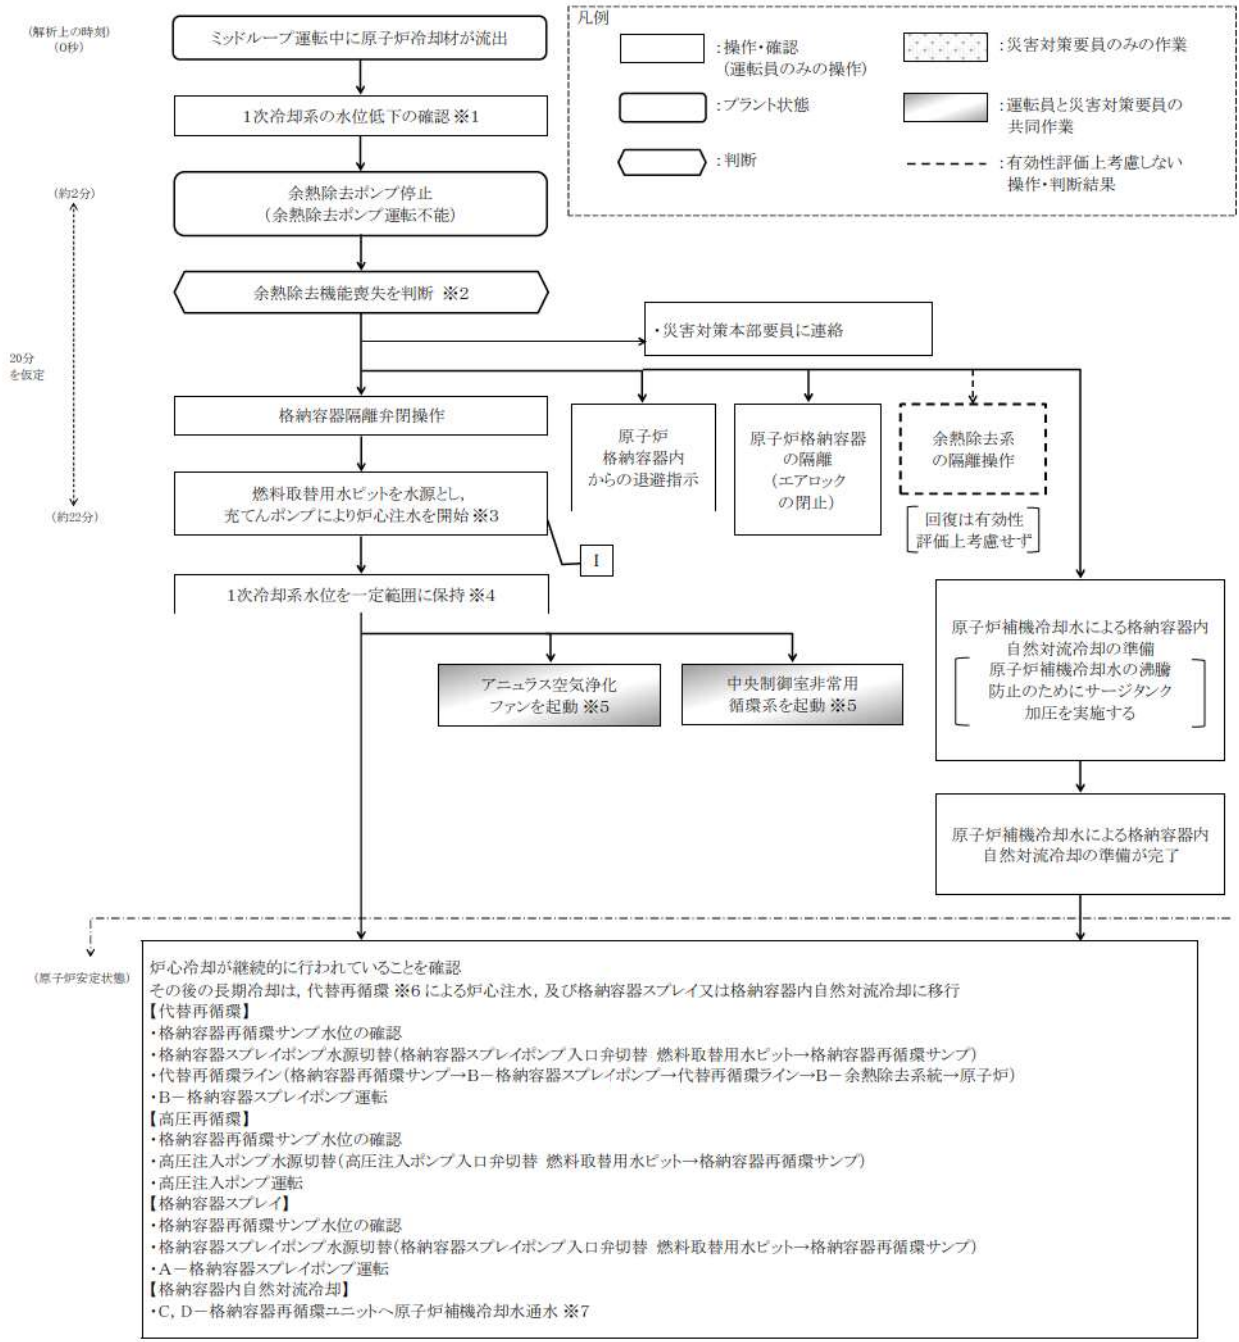 (解析上の時刻)
(0秒)
ミッドループ運転中に原子炉冷却材が流出
凡例
:操作・確認
(運転員のみの操作)
:災害対策要員のみの作業
:プラント状態
:運転員と災害対策要員の
共同作業
:判断
:有効性評価上考慮しない
操作・判断結果
1次冷却系の水位低下の確認 ※1
(約2分)
余熱除去ポンプ停止
(余熱除去ポンプ運転不能)
余熱除去機能喪失を判断 ※2
・災害対策本部要員に連絡
20分
を仮定
格納容器隔離弁閉操作
原子炉
格納容器内
からの退避指示
原子炉格納容器
の隔離
(エアロック
の閉止)
余熱除去系
の隔離操作
回復は有効性
評価上考慮せず
燃料取替用水ピットを水源とし,
充てんポンプにより炉心注水を開始 ※3
(約22分)
I
1次冷却系水位を一定範囲に保持 ※4
原子炉補機冷却水による格納容器内
自然対流冷却の準備
原子炉補機冷却水の沸騰
防止のためにサージタンク
加圧を実施する
アニュラス空気浄化
ファンを起動 ※5
中央制御室非常用
循環系を起動 ※5
原子炉補機冷却水による格納容器内
自然対流冷却の準備が完了
(原子炉安定状態)
炉心冷却が継続的に行われていることを確認
その後の長期冷却は, 代替再循環 ※6 による炉心注水, 及び格納容器スプレイ又は格納容器内自然対流冷却に移行
【代替再循環】
・格納容器再循環サンプ水位の確認
・格納容器スプレイポンプ水源切替(格納容器スプレイポンプ入口弁切替 燃料取替用水ピット→格納容器再循環サンプ)
・代替再循環ライン(格納容器再循環サンプ→B－格納容器スプレイポンプ→代替再循環ライン→B－余熱除去系統→原子炉)
・B－格納容器スプレイポンプ運転
【高圧再循環】
・格納容器再循環サンプ水位の確認
・高圧注入ポンプ水源切替(高圧注入ポンプ入口弁切替 燃料取替用水ピット→格納容器再循環サンプ)
・高圧注入ポンプ運転
【格納容器スプレイ】
・格納容器再循環サンプ水位の確認
・格納容器スプレイポンプ水源切替(格納容器スプレイポンプ入口弁切替 燃料取替用水ピット→格納容器再循環サンプ)
・A－格納容器スプレイポンプ運転
【格納容器内自然対流冷却】
・C, D－格納容器再循環ユニットへ原子炉補機冷却水通水 ※7